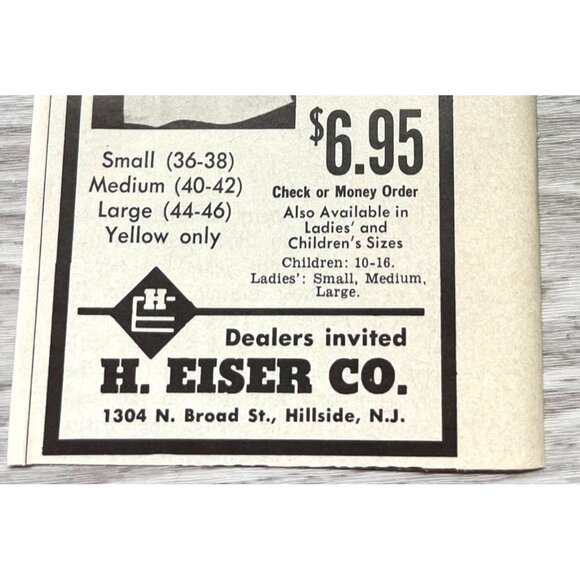 Small (36-38)
Medium (40-42)
Large (44-46)
Yellow only
$6.95
Check or Money Order
Also Available in
Ladies' and
Children's Sizes
Children: 10-16.
Ladies': Small, Medium,
Large.
H
Dealers invited
H. EISER CO.
1304 N. Broad St., Hillside, N.J.